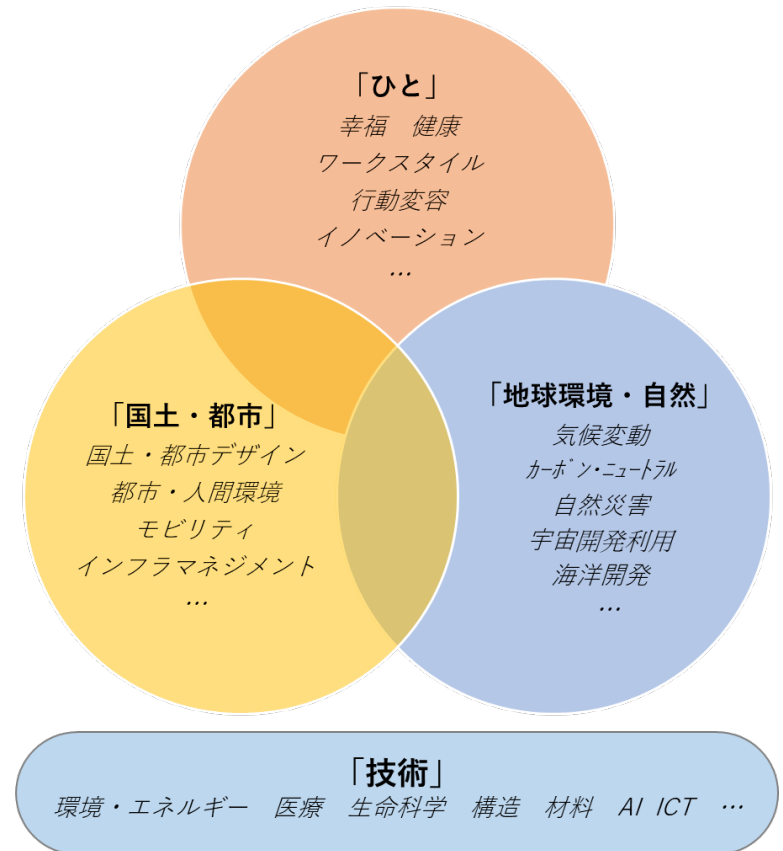 「ひと」
幸福　健康
ワークスタイル
行動変容
イノベーション
…
「国土・都市」
国土・都市デザイン
都市・人間環境
モビリティ
インフラマネジメント
…
「地球環境・自然」
気候変動
ｶｰﾎﾞﾝ・ﾆｭｰﾄﾗﾙ
自然災害
宇宙開発利用
海洋開発
…
「技術」
環境・エネルギー　医療　生命科学　構造　材料　AI ICT　…